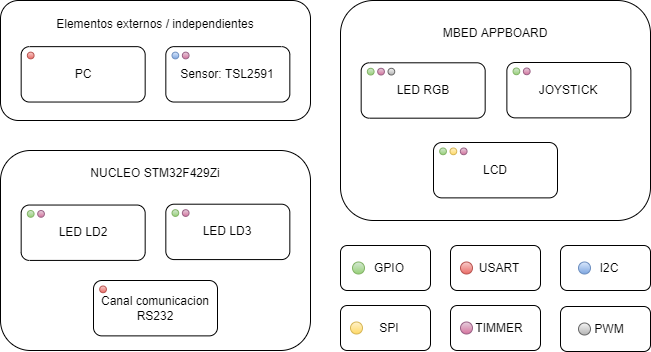 Elementos externos / independientes
PC
Sensor: TSL2591
MBED APPBOARD
LED RGB
JOYSTICK
LCD
NUCLEO STM32F429Zi
LED LD2
LED LD3
Canal comunicacion
RS232
GPIO
USART
I2C
SPI
TIMMER
PWM